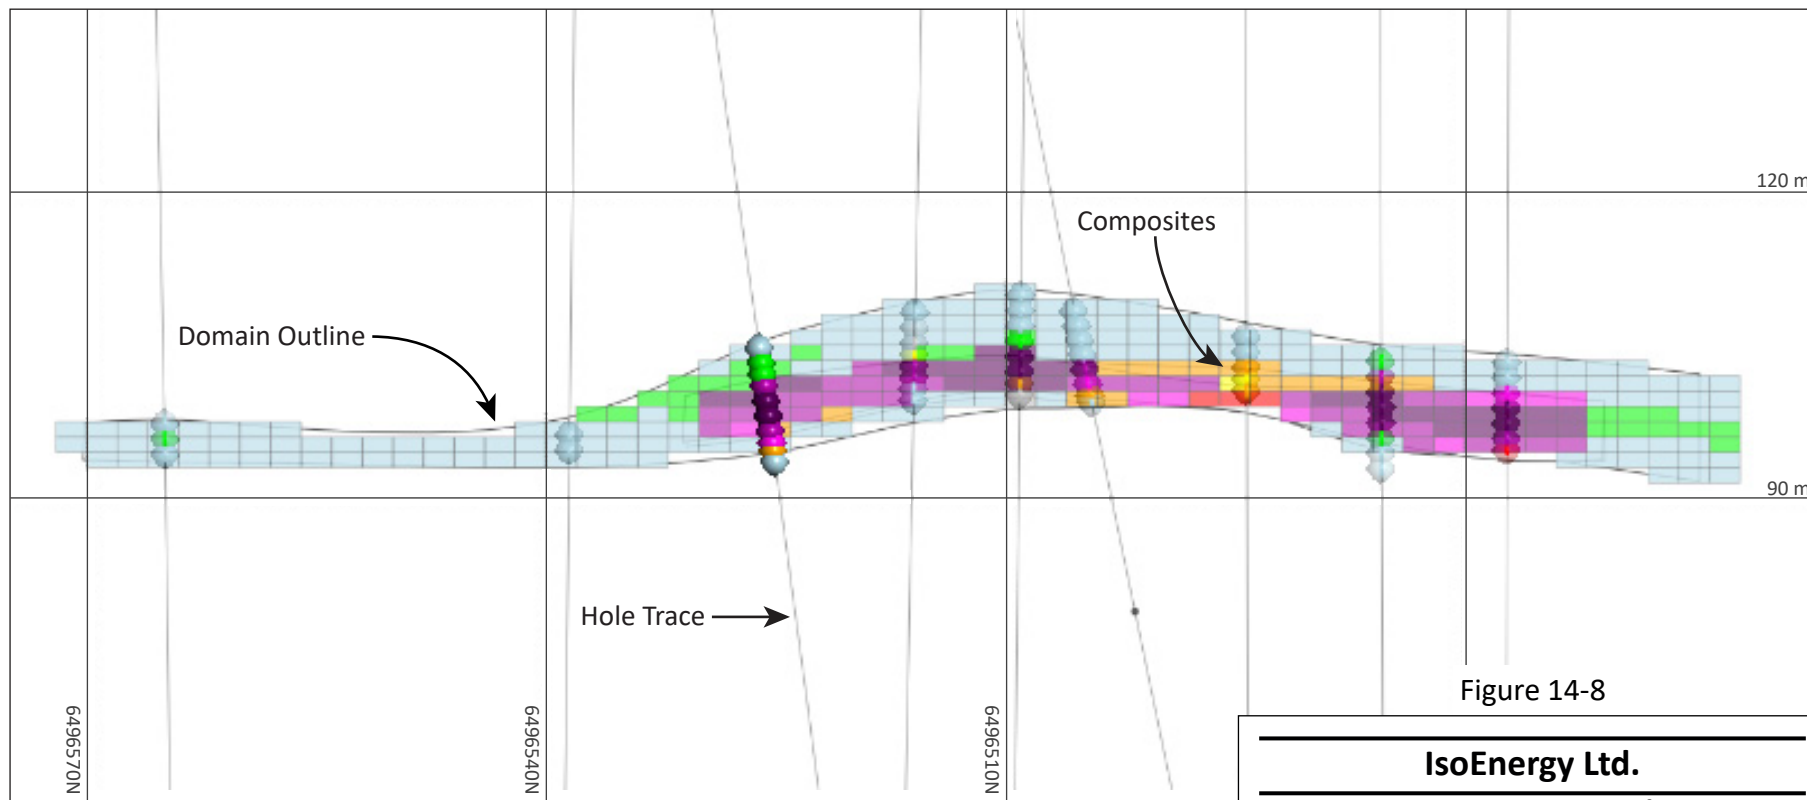 120 m
Composites
Domain Outline
90 m
Hole Trace
6496570N
6496540N
6496510N
Figure 14-8
IsoEnergy Ltd.